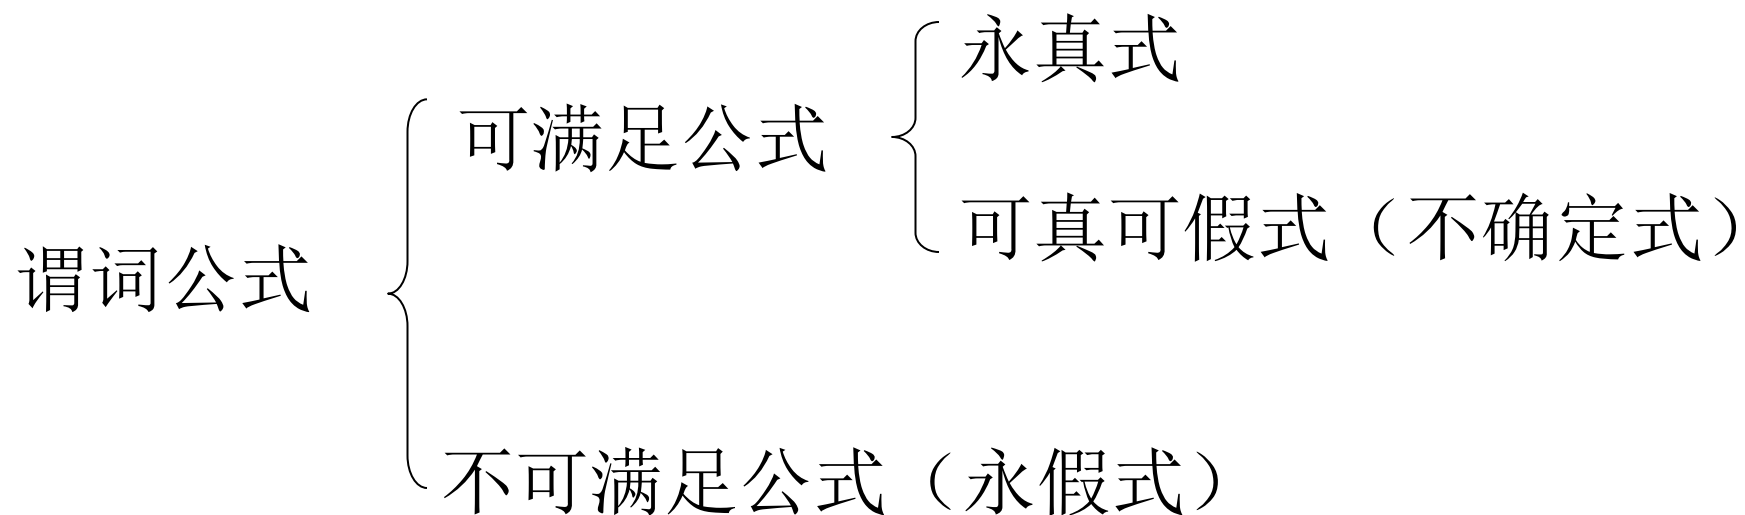 永真式
可满足公式
可真可假式（不确定式）
谓词公式
不可满足公式（永假式）